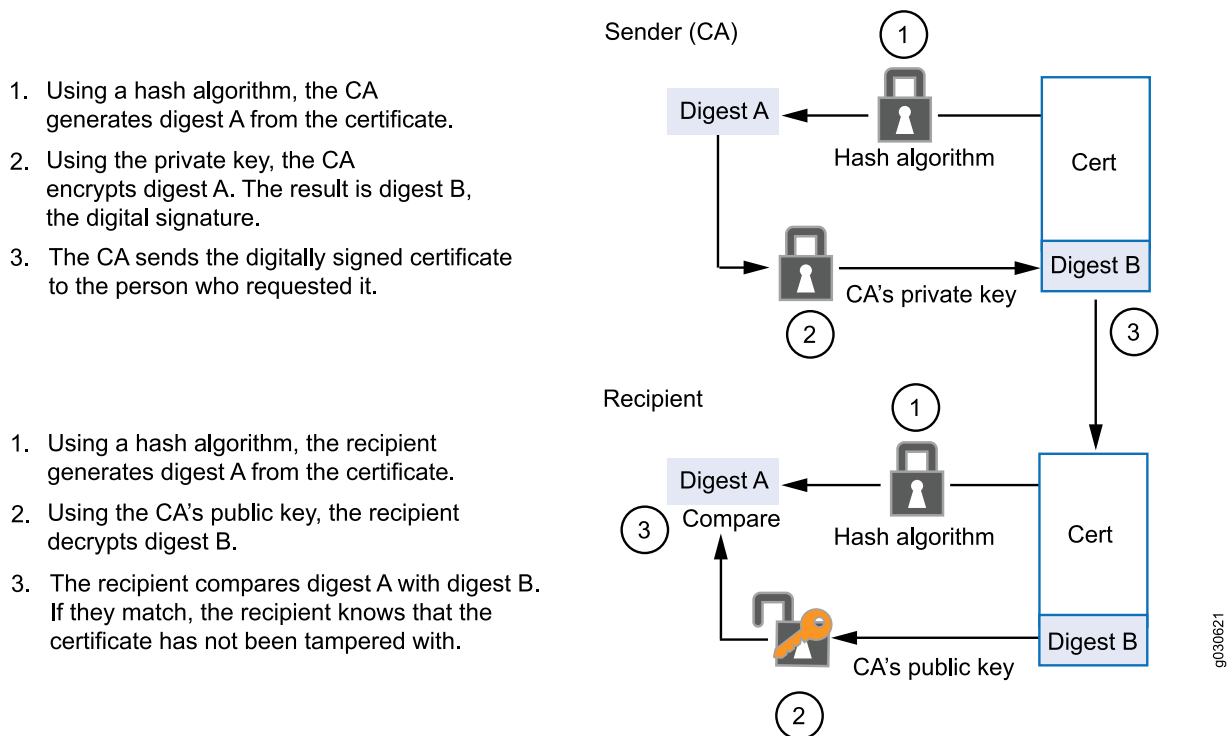 1. Using a hash algorithm, the CA
generates digest A from the certificate.
2. Using the private key, the CA
encrypts digest A. The result is digest B,
the digital signature.
3. The CA sends the digitally signed certificate
to the person who requested it.
Sender (CA)
1
Digest A
Hash algorithm
Cert
Digest B
CA's private key
2
3
1. Using a hash algorithm, the recipient
generates digest A from the certificate.
2. Using the CA's public key, the recipient
decrypts digest B.
3. The recipient compares digest A with digest B.
If they match, the recipient knows that the
certificate has not been tampered with.
Recipient
1
Digest A
3
Compare
Hash algorithm
Cert
Digest B
CA's public key
2
g030621